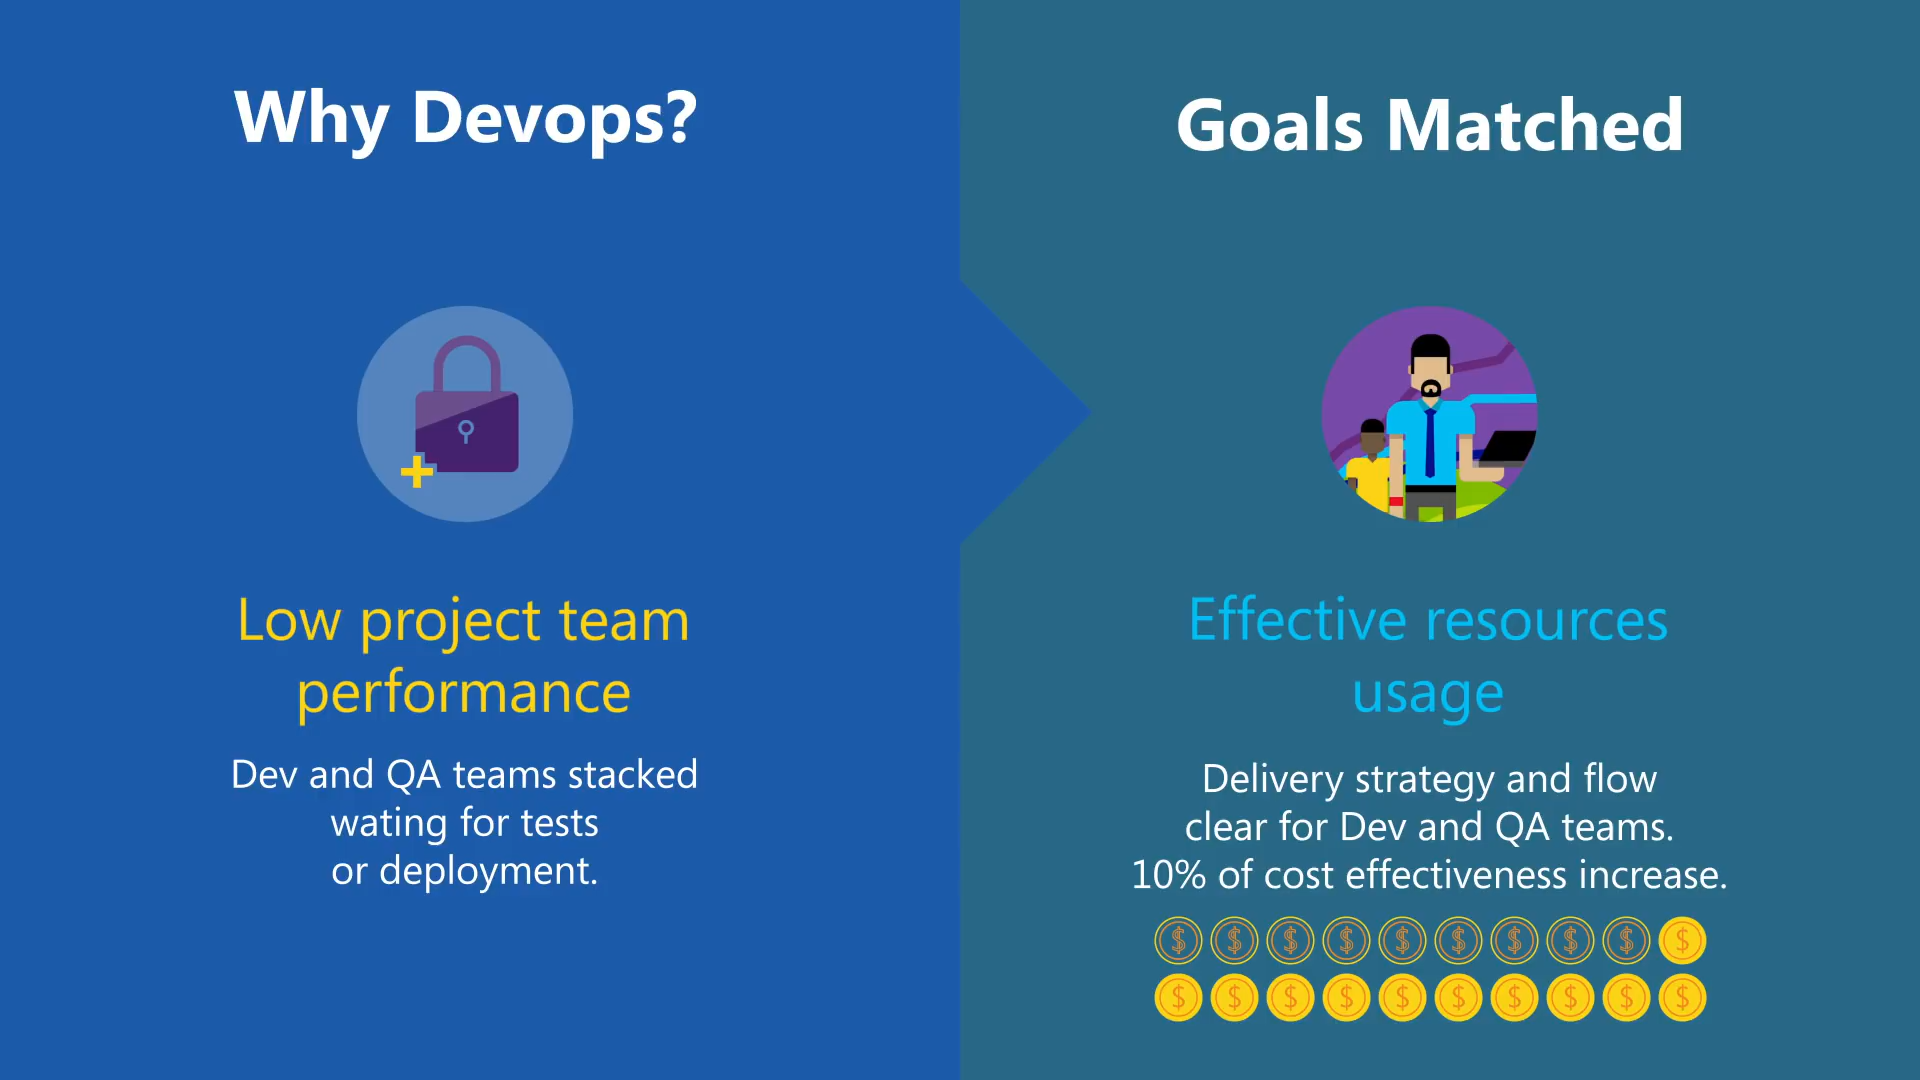 Why Devops?
Low project team
performance
Dev and QA teams stacked
wating for tests
or deployment.
Goals Matched
Effective resources
usage
Delivery strategy and flow
clear for Dev and QA teams.
10% of cost effectiveness increase.
$ $ $ $ $ $ $ $ $ $
$ $ $ $ $ $ $ $ $ $